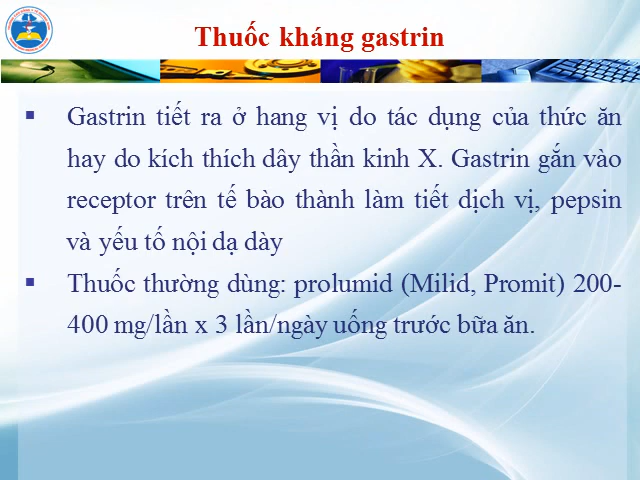 Thuốc kháng gastrin
▪ Gastrin tiết ra ở hang vị do tác dụng của thức ăn
hay do kích thích dây thần kinh X. Gastrin gắn vào
receptor trên tế bào thành làm tiết dịch vị, pepsin
và yếu tố nội dạ dày
▪ Thuốc thường dùng: prolumid (Milid, Promit) 200-
400 mg/lần x 3 lần/ngày uống trước bữa ăn.